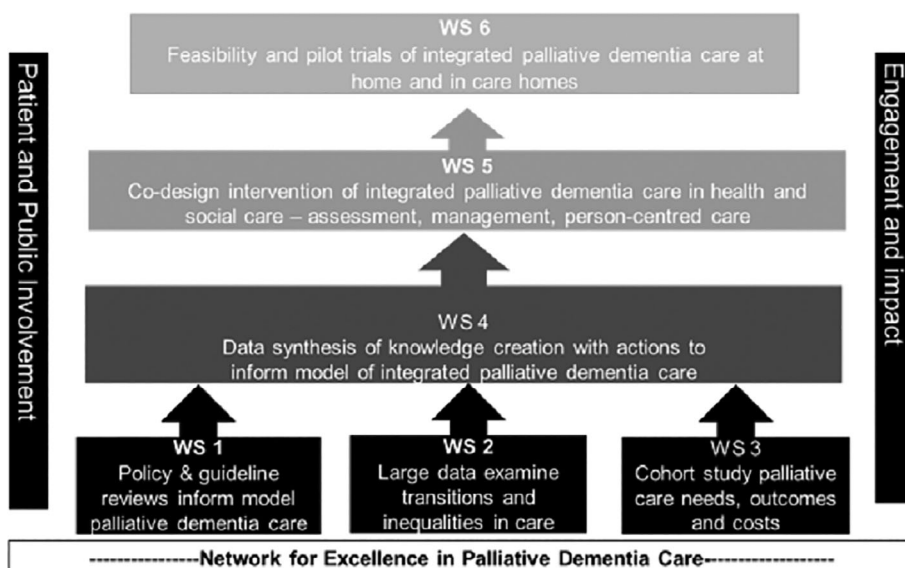 WS 6
Feasibility and pilot trials of integrated palliative dementia care at
home and in care homes
Patient and Public Involvement
Engagement and impact
WS 5
Co-design intervention of integrated palliative dementia care in health and
social care – assessment, management, person-centred care
WS 4
Data synthesis of knowledge creation with actions to
inform model of integrated palliative dementia care
WS 1
Policy & guideline
reviews inform model
palliative dementia care
WS 2
Large data examine
transitions and
inequalities in care
WS 3
Cohort study palliative
care needs, outcomes
and costs
Network for Excellence in Palliative Dementia Care